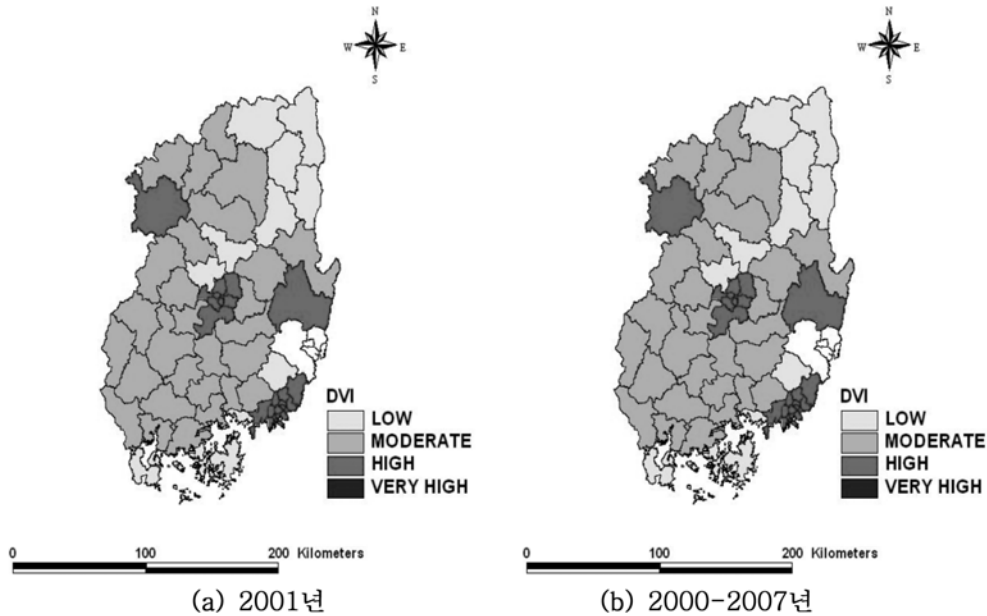 N
W E
S
N
W E
S
DVI
LOW
MODERATE
HIGH
VERY HIGH
DVI
LOW
MODERATE
HIGH
VERY HIGH
0 100 200 Kilometers
0 100 200 Kilometers
(a) 2001년
(b) 2000-2007년